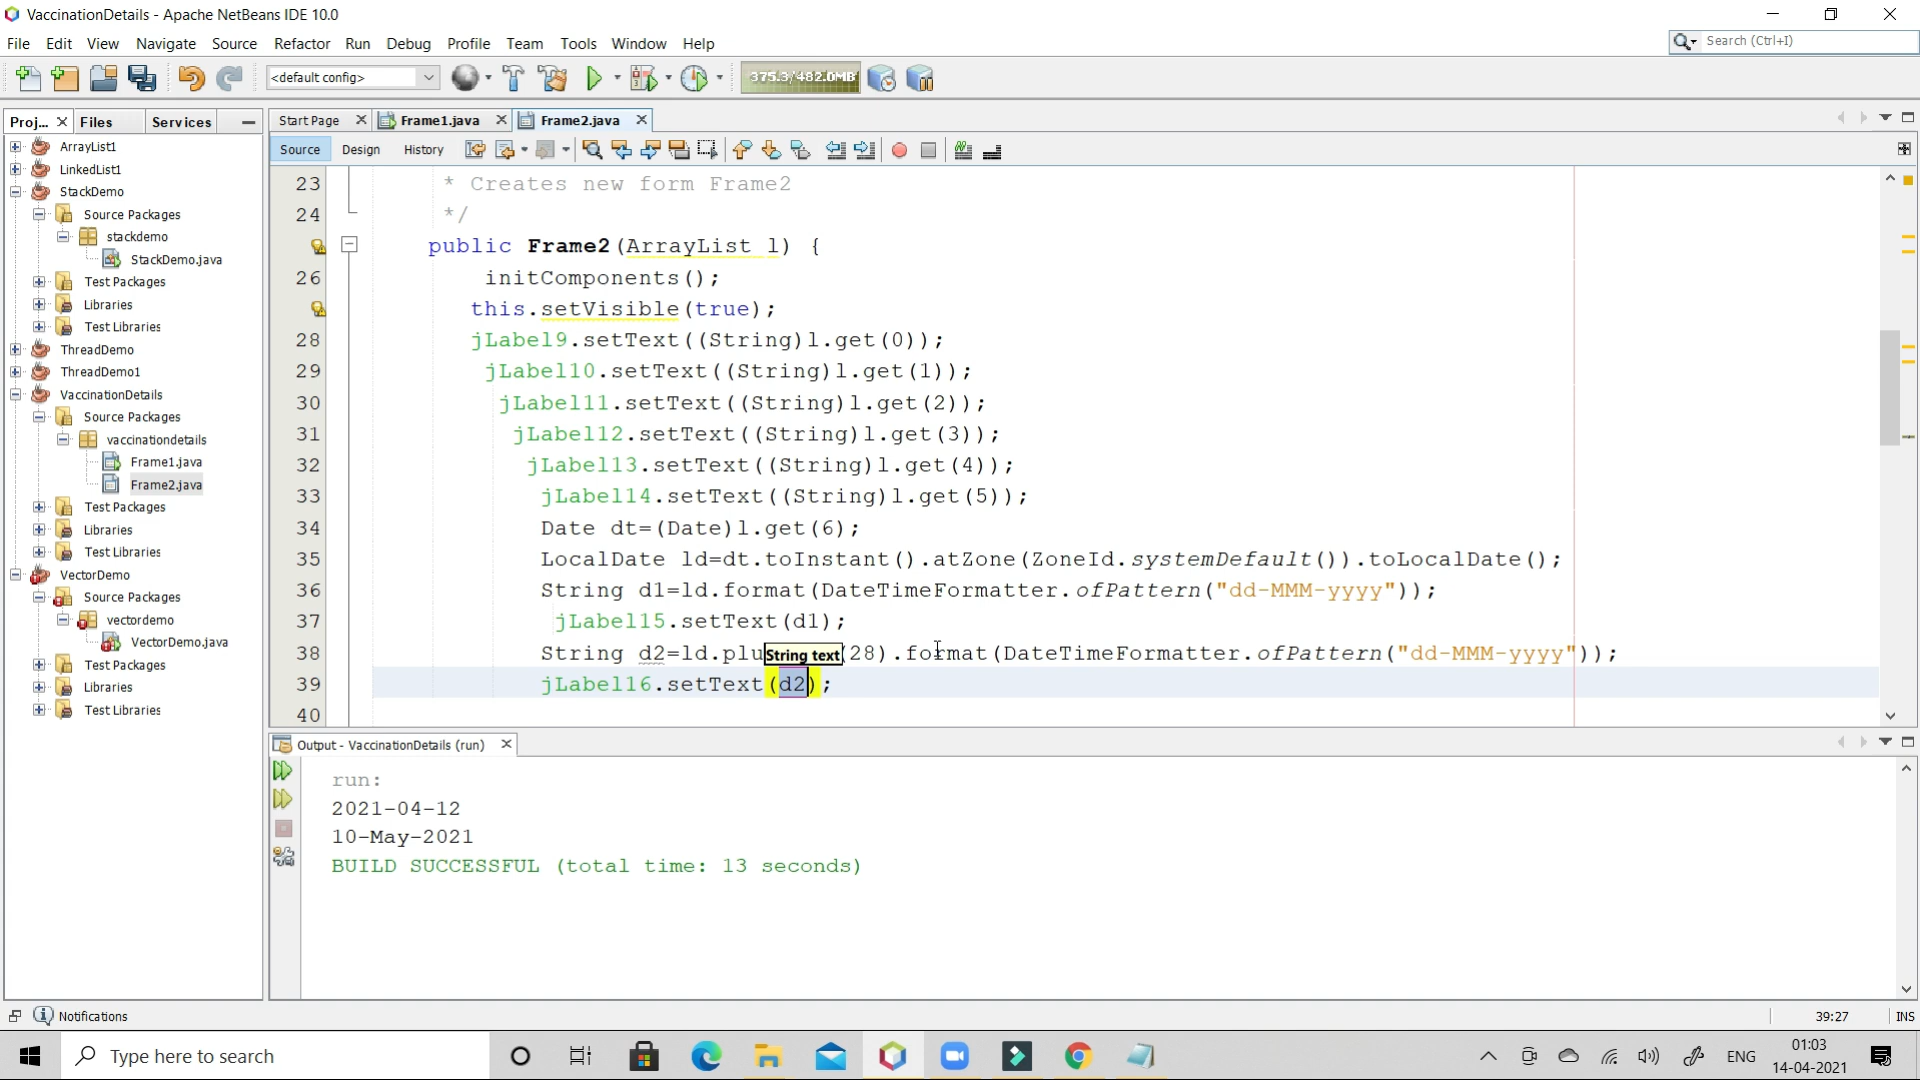 VaccinationDetails - Apache NetBeans IDE 10.0
File Edit View Navigate Source Refactor Run Debug Profile Team Tools Window Help
Search (Ctrl+I)
<default config>
375.3/482.0MB
Proj... Files Services
Start Page Frame1.java Frame2.java
Source Design History
ArrayList1
LinkedList1
StackDemo
Source Packages
stackdemo
StackDemo.java
Test Packages
Libraries
Test Libraries
ThreadDemo
ThreadDemo1
VaccinationDetails
Source Packages
vaccinationdetails
Frame1.java
Frame2.java
Test Packages
Libraries
Test Libraries
VectorDemo
Source Packages
vectordemo
VectorDemo.java
Test Packages
Libraries
Test Libraries
23 * Creates new form Frame2
24 */
public Frame2(ArrayList l) {
26 initComponents();
this.setVisible(true);
28 jLabel9.setText((String)l.get(0));
29 jLabel10.setText((String)l.get(1));
30 jLabel11.setText((String)l.get(2));
31 jLabel12.setText((String)l.get(3));
32 jLabel13.setText((String)l.get(4));
33 jLabel14.setText((String)l.get(5));
34 Date dt=(Date)l.get(6);
35 LocalDate ld=dt.toInstant().atZone(ZoneId.systemDefault()).toLocalDate();
36 String d1=ld.format(DateTimeFormatter.ofPattern("dd-MMM-yyyy"));
37 jLabel15.setText(d1);
38 String d2=ld.plu String text (28).format(DateTimeFormatter.ofPattern("dd-MMM-yyyy"));
39 jLabel16.setText(d2);
40
Output - VaccinationDetails (run)
run:
2021-04-12
10-May-2021
BUILD SUCCESSFUL (total time: 13 seconds)
Notifications
39:27 INS
Type here to search
ENG
01:03
14-04-2021